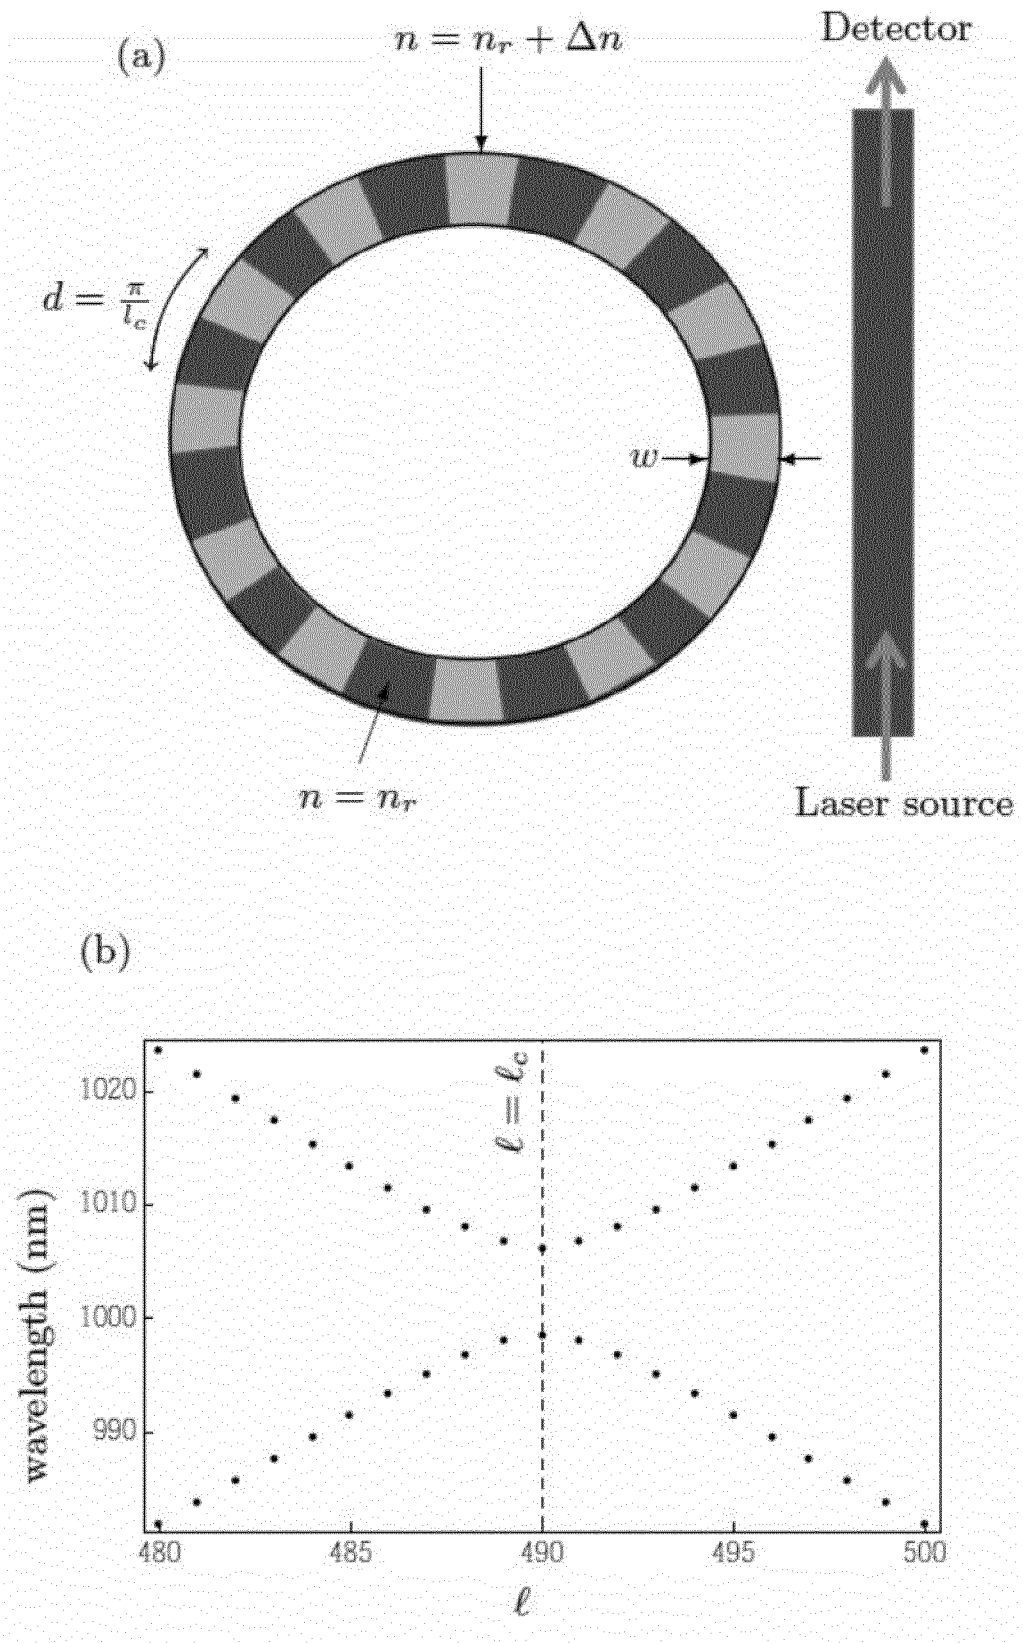 (a)
n = n_r + Δn
Detector
d = π/l_c
w
n = n_r
Laser source
(b)
wavelength (nm)
1020
1010
1000
990
ℓ = ℓ_c
480 485 490 495 500
ℓ